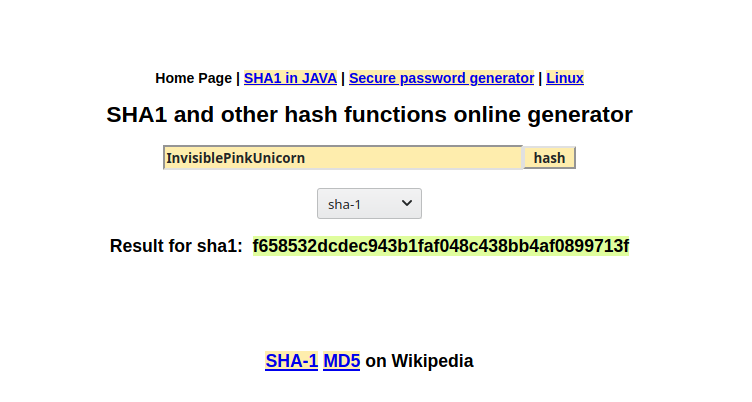 Home Page | SHA1 in JAVA | Secure password generator | Linux
SHA1 and other hash functions online generator
InvisiblePinkUnicorn hash
sha-1
Result for sha1: f658532dcdec943b1faf048c438bb4af0899713f
SHA-1 MD5 on Wikipedia